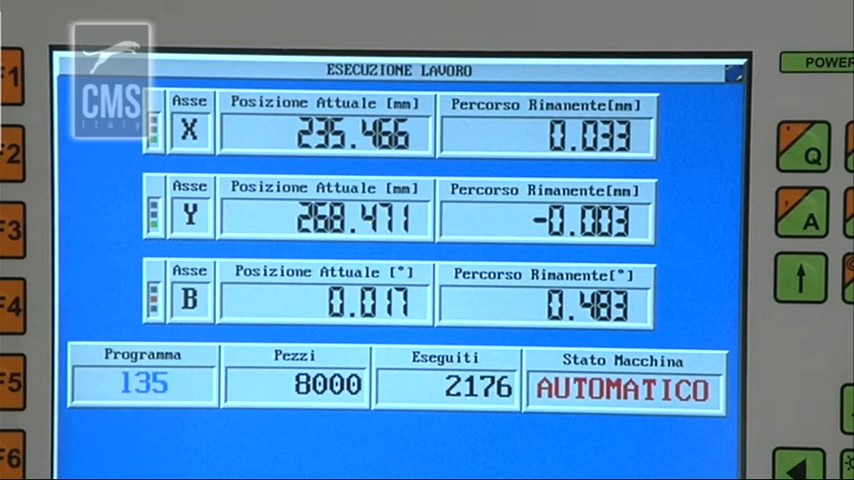 CMS
Italy
ESECUZIONE LAVORO
POWER
Asse Posizione Attuale [mm] Percorso Rimanente[mm]
X 235.466 0.033
Asse Posizione Attuale [mm] Percorso Rimanente[mm]
Y 268.471 -0.003
Asse Posizione Attuale [°] Percorso Rimanente[°]
B 0.017 0.483
Programma Pezzi Eseguiti Stato Macchina
135 8000 2176 AUTOMATICO
F1
F2
F3
F4
F5
F6
Q
A